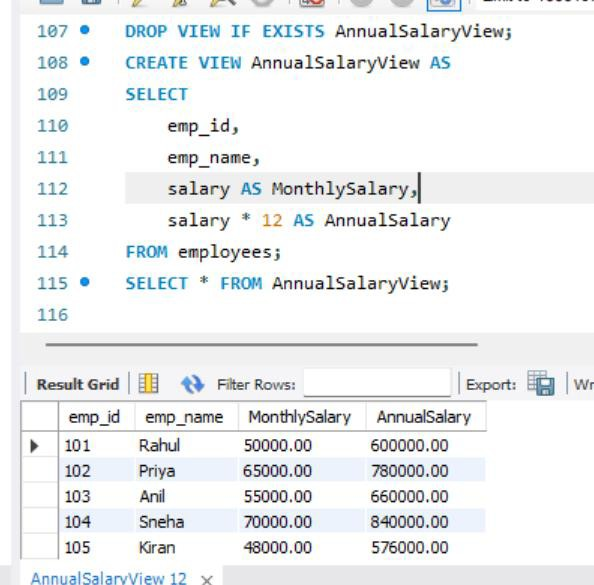 107 DROP VIEW IF EXISTS AnnualSalaryView;
108 CREATE VIEW AnnualSalaryView AS
109 SELECT
110 emp_id,
111 emp_name,
112 salary AS MonthlySalary,
113 salary * 12 AS AnnualSalary
114 FROM employees;
115 SELECT * FROM AnnualSalaryView;
116
Result Grid Filter Rows: Export:
emp_id emp_name MonthlySalary AnnualSalary
101 Rahul 50000.00 600000.00
102 Priya 65000.00 780000.00
103 Anil 55000.00 660000.00
104 Sneha 70000.00 840000.00
105 Kiran 48000.00 576000.00
AnnualSalaryView 12